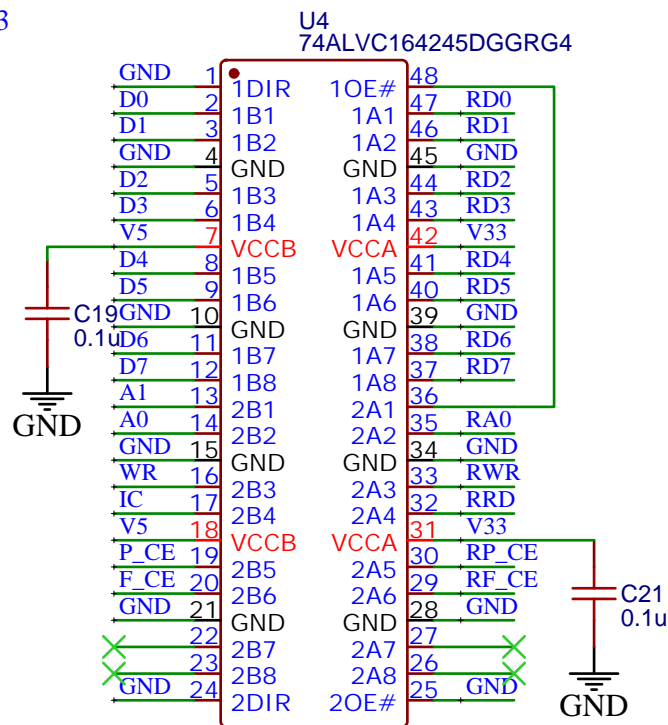 3
U4
74ALVC164245DGGRG4
GND 1 1DIR 1OE# 48
D0 2 1B1 1A1 47 RD0
D1 3 1B2 1A2 46 RD1
GND 4 GND GND 45 GND
D2 5 1B3 1A3 44 RD2
D3 6 1B4 1A4 43 RD3
V5 7 VCCB VCCA 42 V33
D4 8 1B5 1A5 41 RD4
D5 9 1B6 1A6 40 RD5
GND 10 GND GND 39 GND
D6 11 1B7 1A7 38 RD6
D7 12 1B8 1A8 37 RD7
A1 13 2B1 2A1 36
A0 14 2B2 2A2 35 RA0
GND 15 GND GND 34 GND
WR 16 2B3 2A3 33 RWR
IC 17 2B4 2A4 32 RRD
V5 18 VCCB VCCA 31 V33
P_CE 19 2B5 2A5 30 RP_CE
F_CE 20 2B6 2A6 29 RF_CE
GND 21 GND GND 28 GND
22 2B7 2A7 27
23 2B8 2A8 26
GND 24 2DIR 2OE# 25 GND
C19
0.1u
GND
C21
0.1u
GND